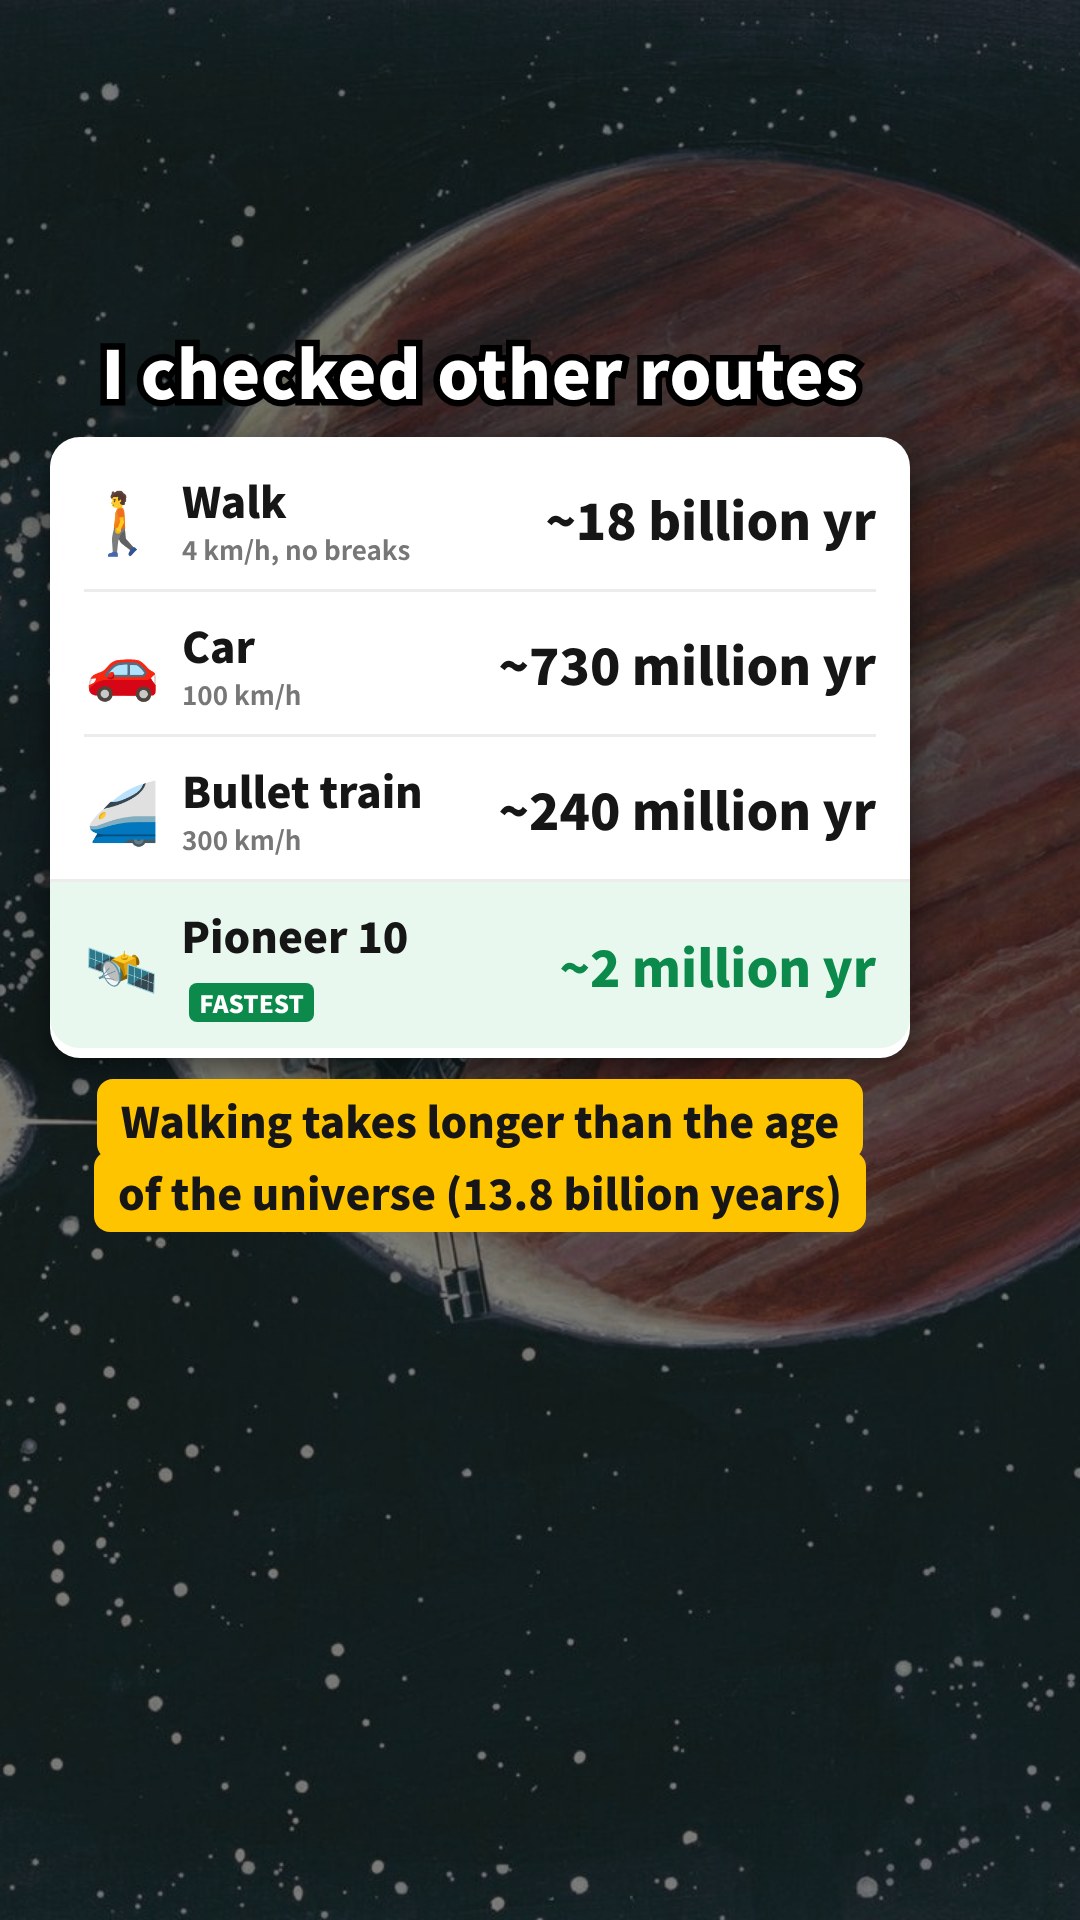 I checked other routes
Walk
4 km/h, no breaks
~18 billion yr
Car
100 km/h
~730 million yr
Bullet train
300 km/h
~240 million yr
Pioneer 10
FASTEST
~2 million yr
Walking takes longer than the age
of the universe (13.8 billion years)